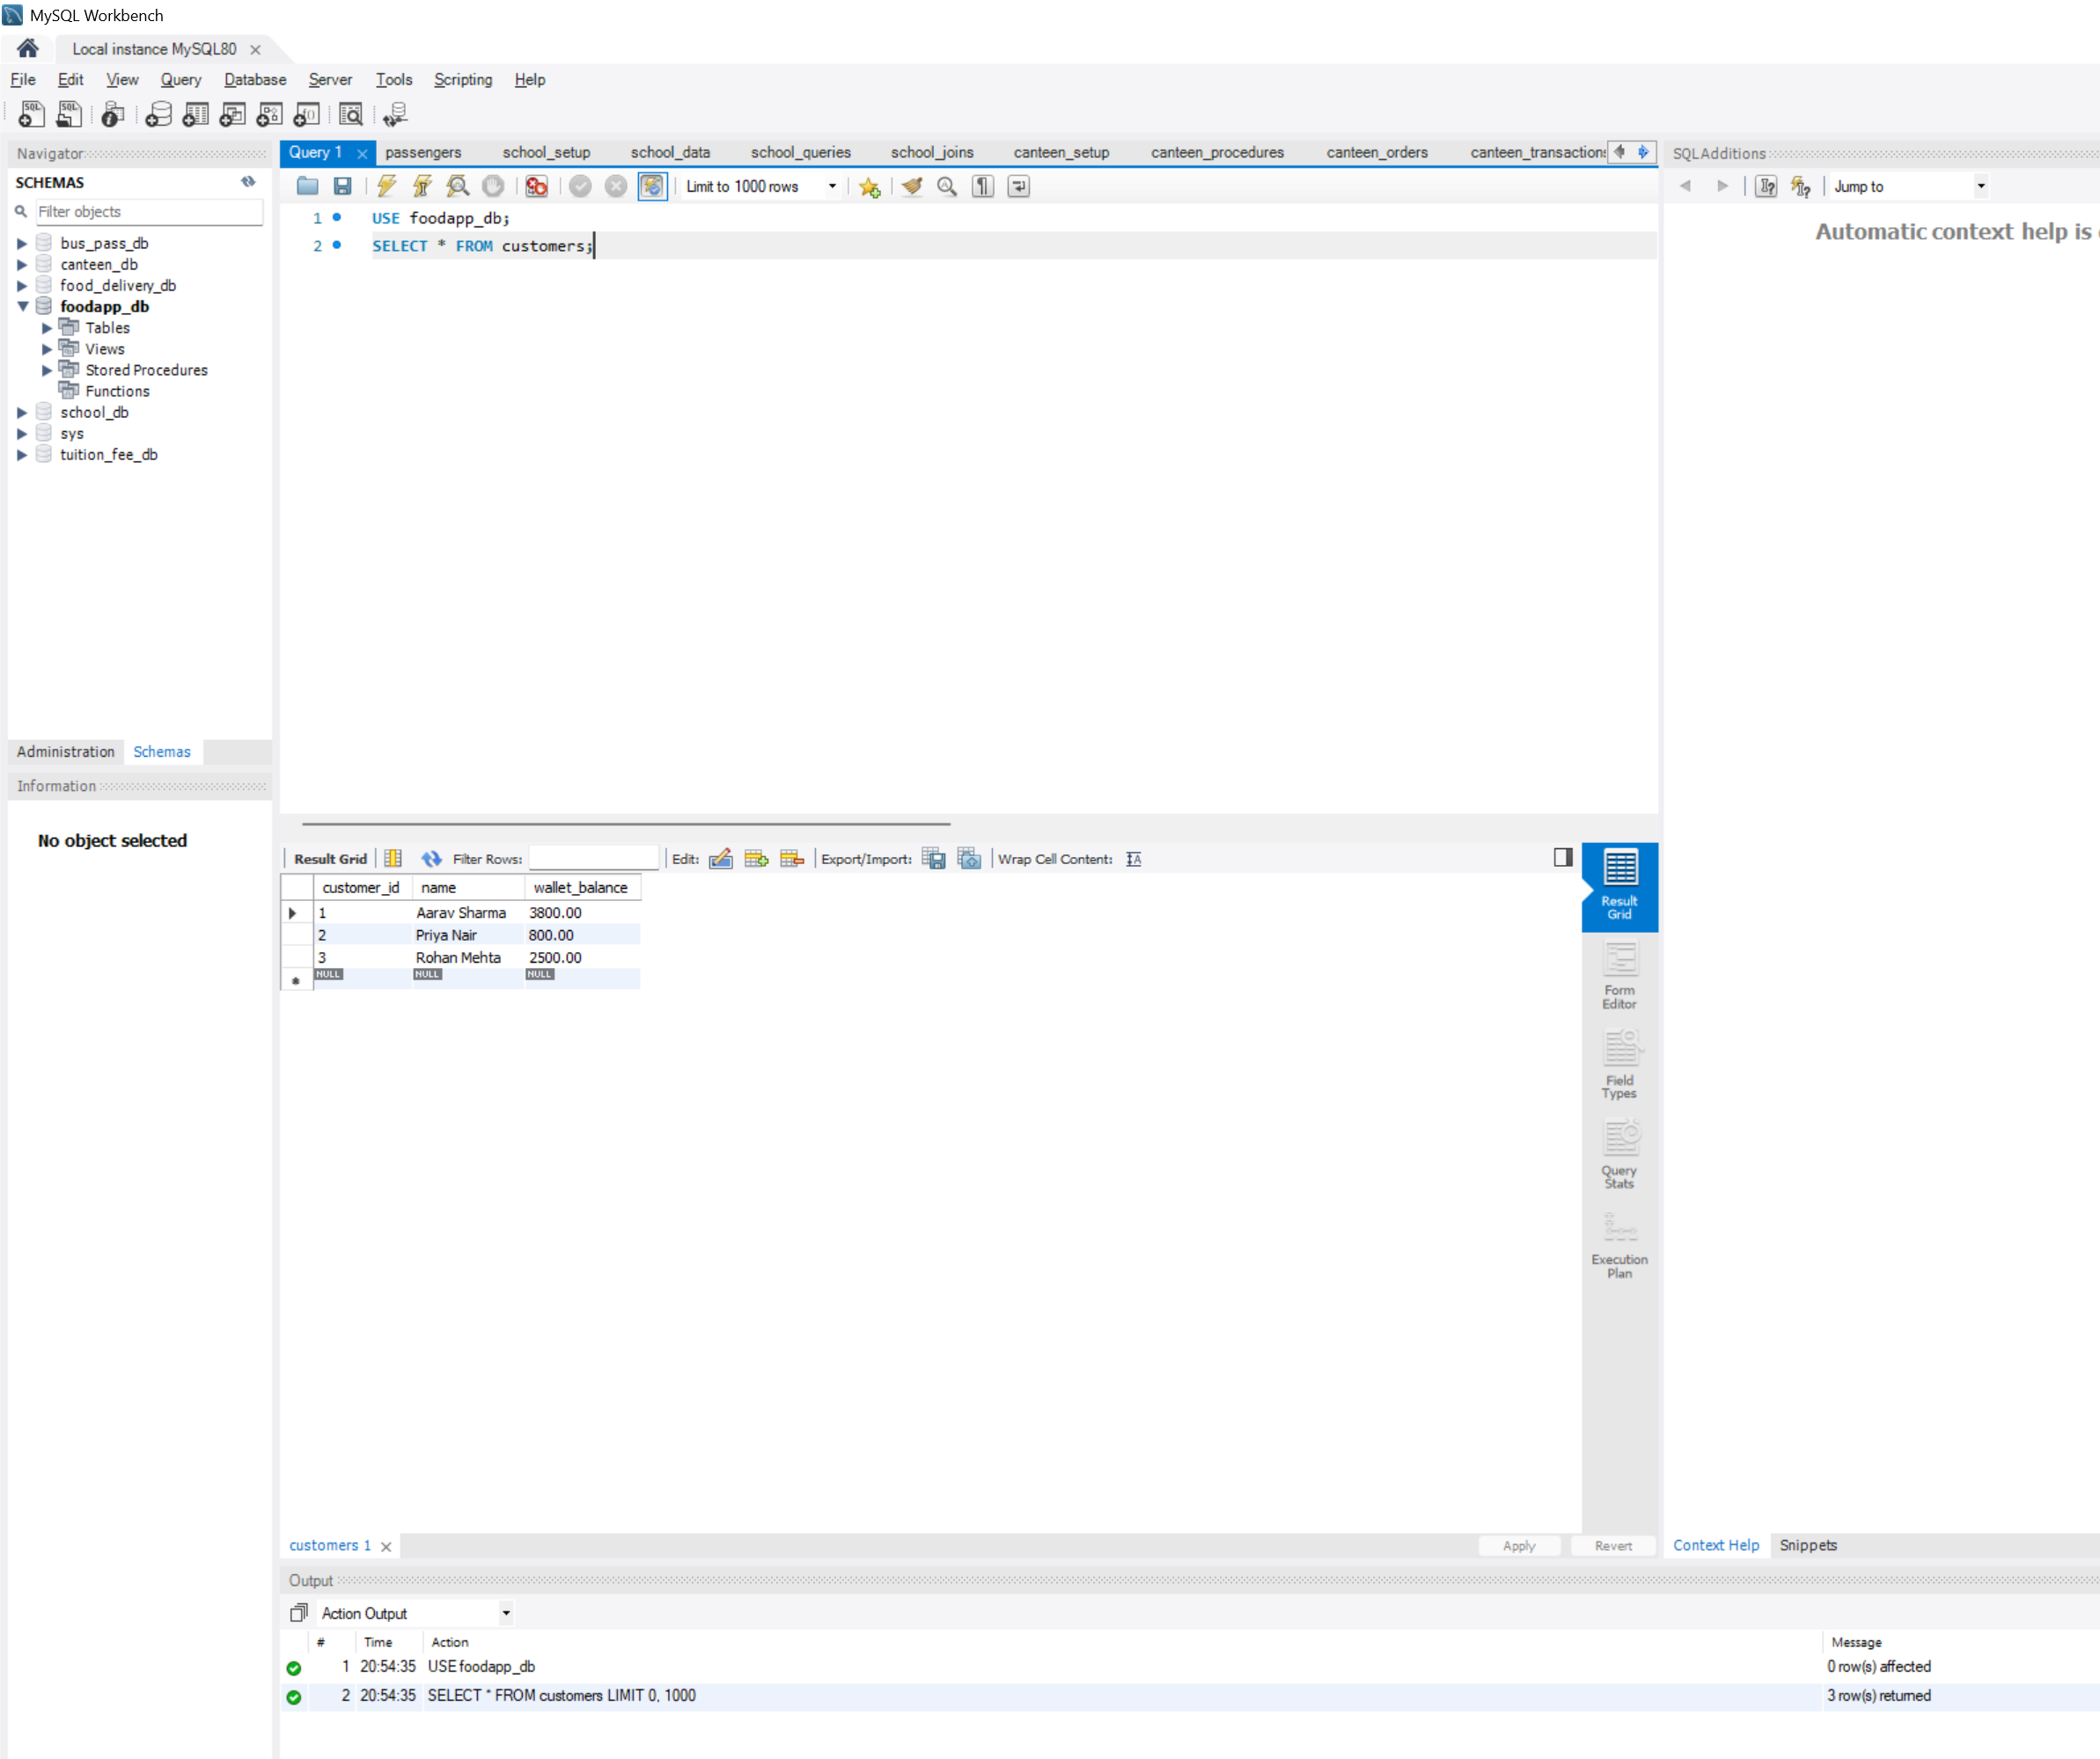 MySQL Workbench
Local instance MySQL80
File Edit View Query Database Server Tools Scripting Help
Navigator
SCHEMAS
Filter objects
bus_pass_db
canteen_db
food_delivery_db
foodapp_db
Tables
Views
Stored Procedures
Functions
school_db
sys
tuition_fee_db
Administration Schemas
Information
No object selected
Query 1 passengers school_setup school_data school_queries school_joins canteen_setup canteen_procedures canteen_orders canteen_transactions
Limit to 1000 rows
1 USE foodapp_db;
2 SELECT * FROM customers;
Result Grid Filter Rows: Edit: Export/Import: Wrap Cell Content:
customer_id name wallet_balance
1 Aarav Sharma 3800.00
2 Priya Nair 800.00
3 Rohan Mehta 2500.00
NULL NULL NULL
Result
Grid
Form
Editor
Field
Types
Query
Stats
Execution
Plan
customers 1 Apply Revert
SQLAdditions
Jump to
Automatic context help is
Context Help Snippets
Output
Action Output
# Time Action Message
1 20:54:35 USE foodapp_db 0 row(s) affected
2 20:54:35 SELECT * FROM customers LIMIT 0, 1000 3 row(s) returned